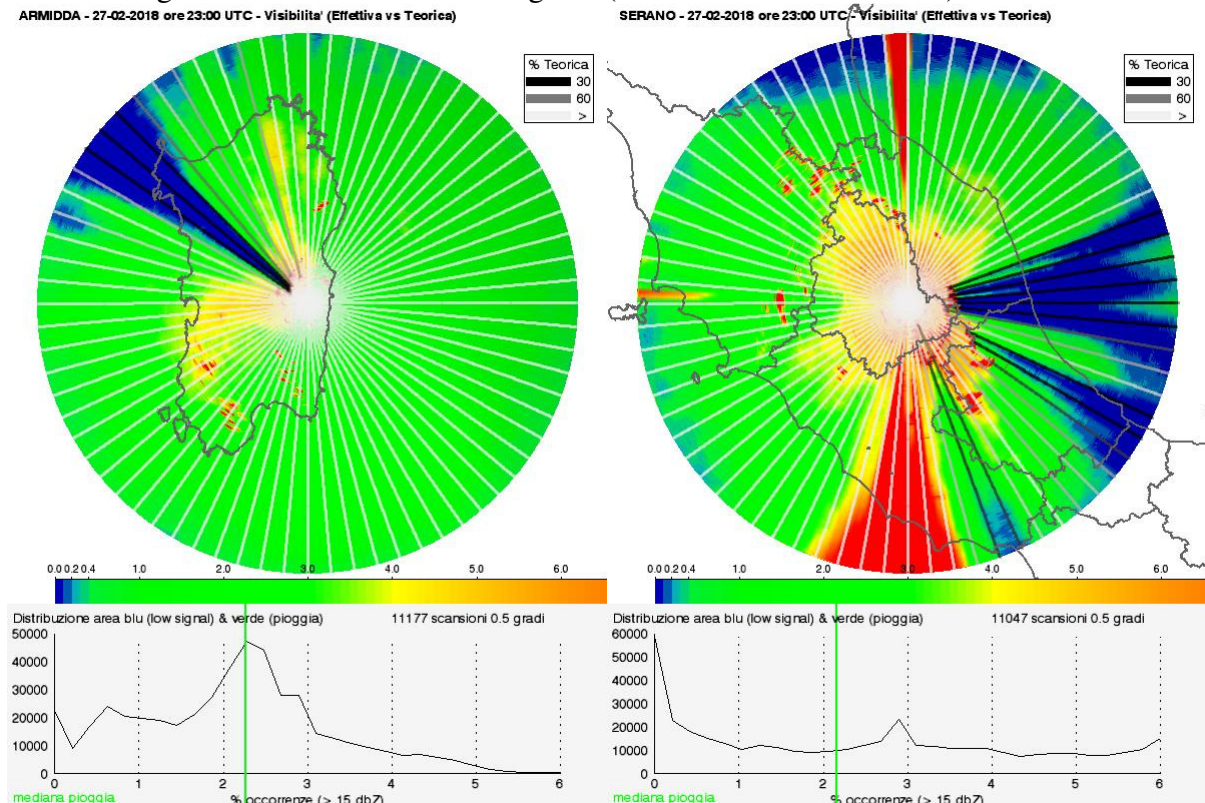 ARMIDDA - 27-02-2018 ore 23:00 UTC - Visibilita' (Effettiva vs Teorica)
% Teorica
30
60
>
0.0 0.2 0.4 1.0 2.0 3.0 4.0 5.0 6.0
Distribuzione area blu (low signal) & verde (pioggia) 11177 scansioni 0.5 gradi
50000
40000
30000
20000
10000
0
0 1 2 3 4 5 6
mediana pioggia % occorrenze (> 15 dbZ)
SERANO - 27-02-2018 ore 23:00 UTC - Visibilita' (Effettiva vs Teorica)
% Teorica
30
60
>
0.0 0.2 0.4 1.0 2.0 3.0 4.0 5.0 6.0
Distribuzione area blu (low signal) & verde (pioggia) 11047 scansioni 0.5 gradi
60000
50000
40000
30000
20000
10000
0
0 1 2 3 4 5 6
mediana pioggia % occorrenze (> 15 dbZ)